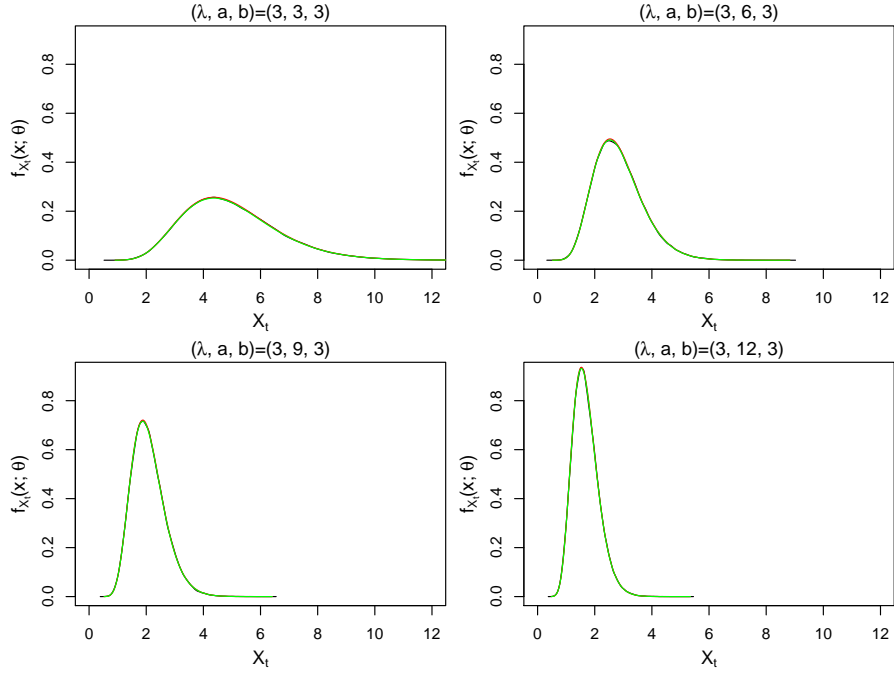 (λ, a, b)=(3, 3, 3)
f_{X_t}(x; θ)
0.0 0.2 0.4 0.6 0.8
0 2 4 6 8 10 12
X_t
(λ, a, b)=(3, 6, 3)
f_{X_t}(x; θ)
0.0 0.2 0.4 0.6 0.8
0 2 4 6 8 10 12
X_t
(λ, a, b)=(3, 9, 3)
f_{X_t}(x; θ)
0.0 0.2 0.4 0.6 0.8
0 2 4 6 8 10 12
X_t
(λ, a, b)=(3, 12, 3)
f_{X_t}(x; θ)
0.0 0.2 0.4 0.6 0.8
0 2 4 6 8 10 12
X_t